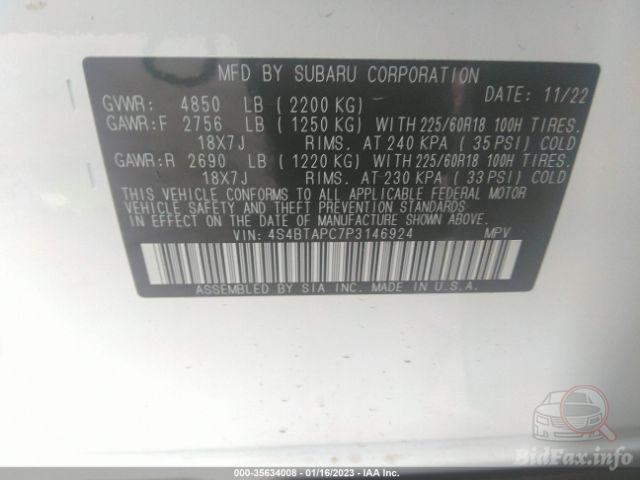 MFD BY SUBARU CORPORATION
DATE: 11/22
GVWR: 4850 LB (2200 KG)
GAWR:F 2756 LB (1250 KG) WITH 225/60R18 100H TIRES.
18X7J RIMS. AT 240 KPA (35 PSI) COLD
GAWR:R 2690 LB (1220 KG) WITH 225/60R18 100H TIRES.
18X7J RIMS. AT 230 KPA (33 PSI) COLD
THIS VEHICLE CONFORMS TO ALL APPLICABLE FEDERAL MOTOR
VEHICLE SAFETY AND THEFT PREVENTION STANDARDS IN EFFECT
ON THE DATE OF MANUFACTURE SHOWN ABOVE.
VIN: 4S4BTAPC7P3146924 MPV
ASSEMBLED BY SIA INC. MADE IN U.S.A.
BidFax.info
000-35634008 - 01/16/2023 - IAA Inc.